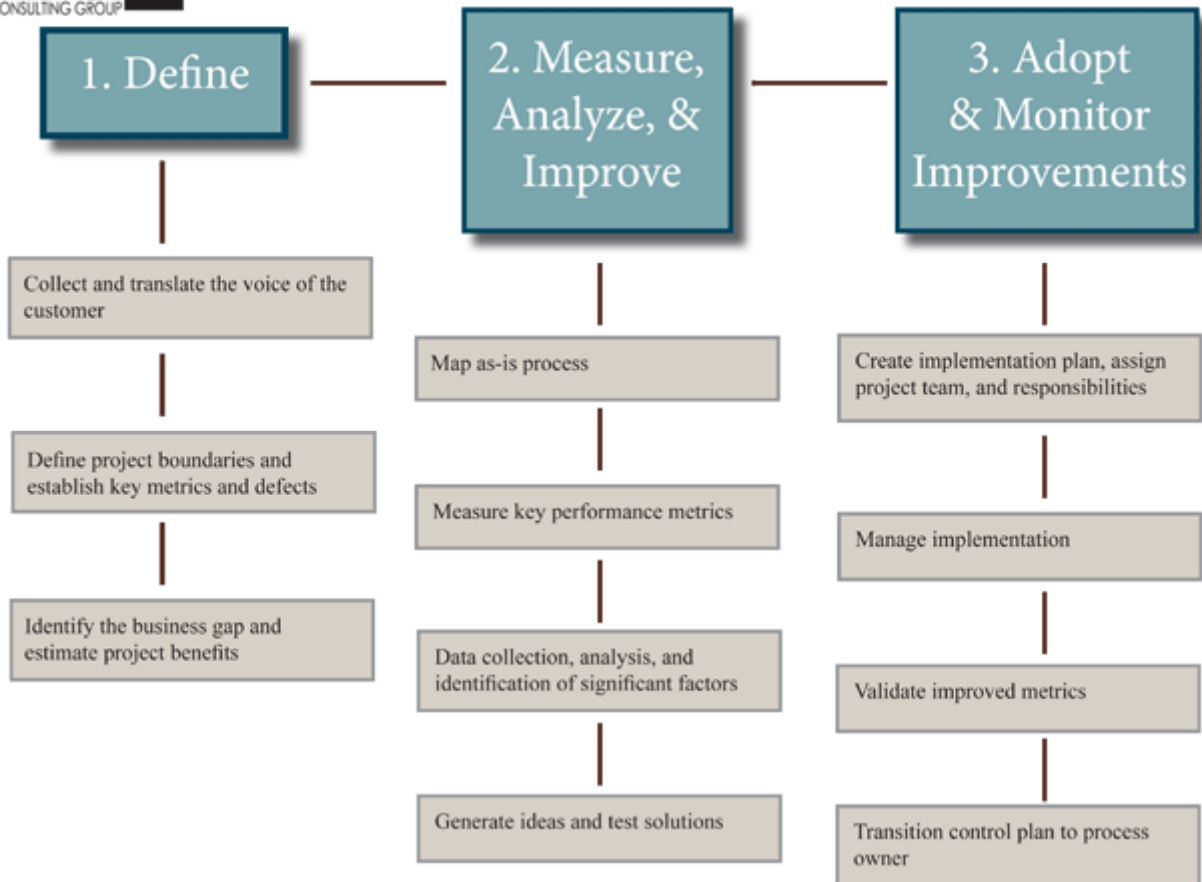 CONSULTING GROUP
1. Define
2. Measure,
Analyze, &
Improve
3. Adopt
& Monitor
Improvements
Collect and translate the voice of the
customer
Define project boundaries and
establish key metrics and defects
Identify the business gap and
estimate project benefits
Map as-is process
Measure key performance metrics
Data collection, analysis, and
identification of significant factors
Generate ideas and test solutions
Create implementation plan, assign
project team, and responsibilities
Manage implementation
Validate improved metrics
Transition control plan to process
owner